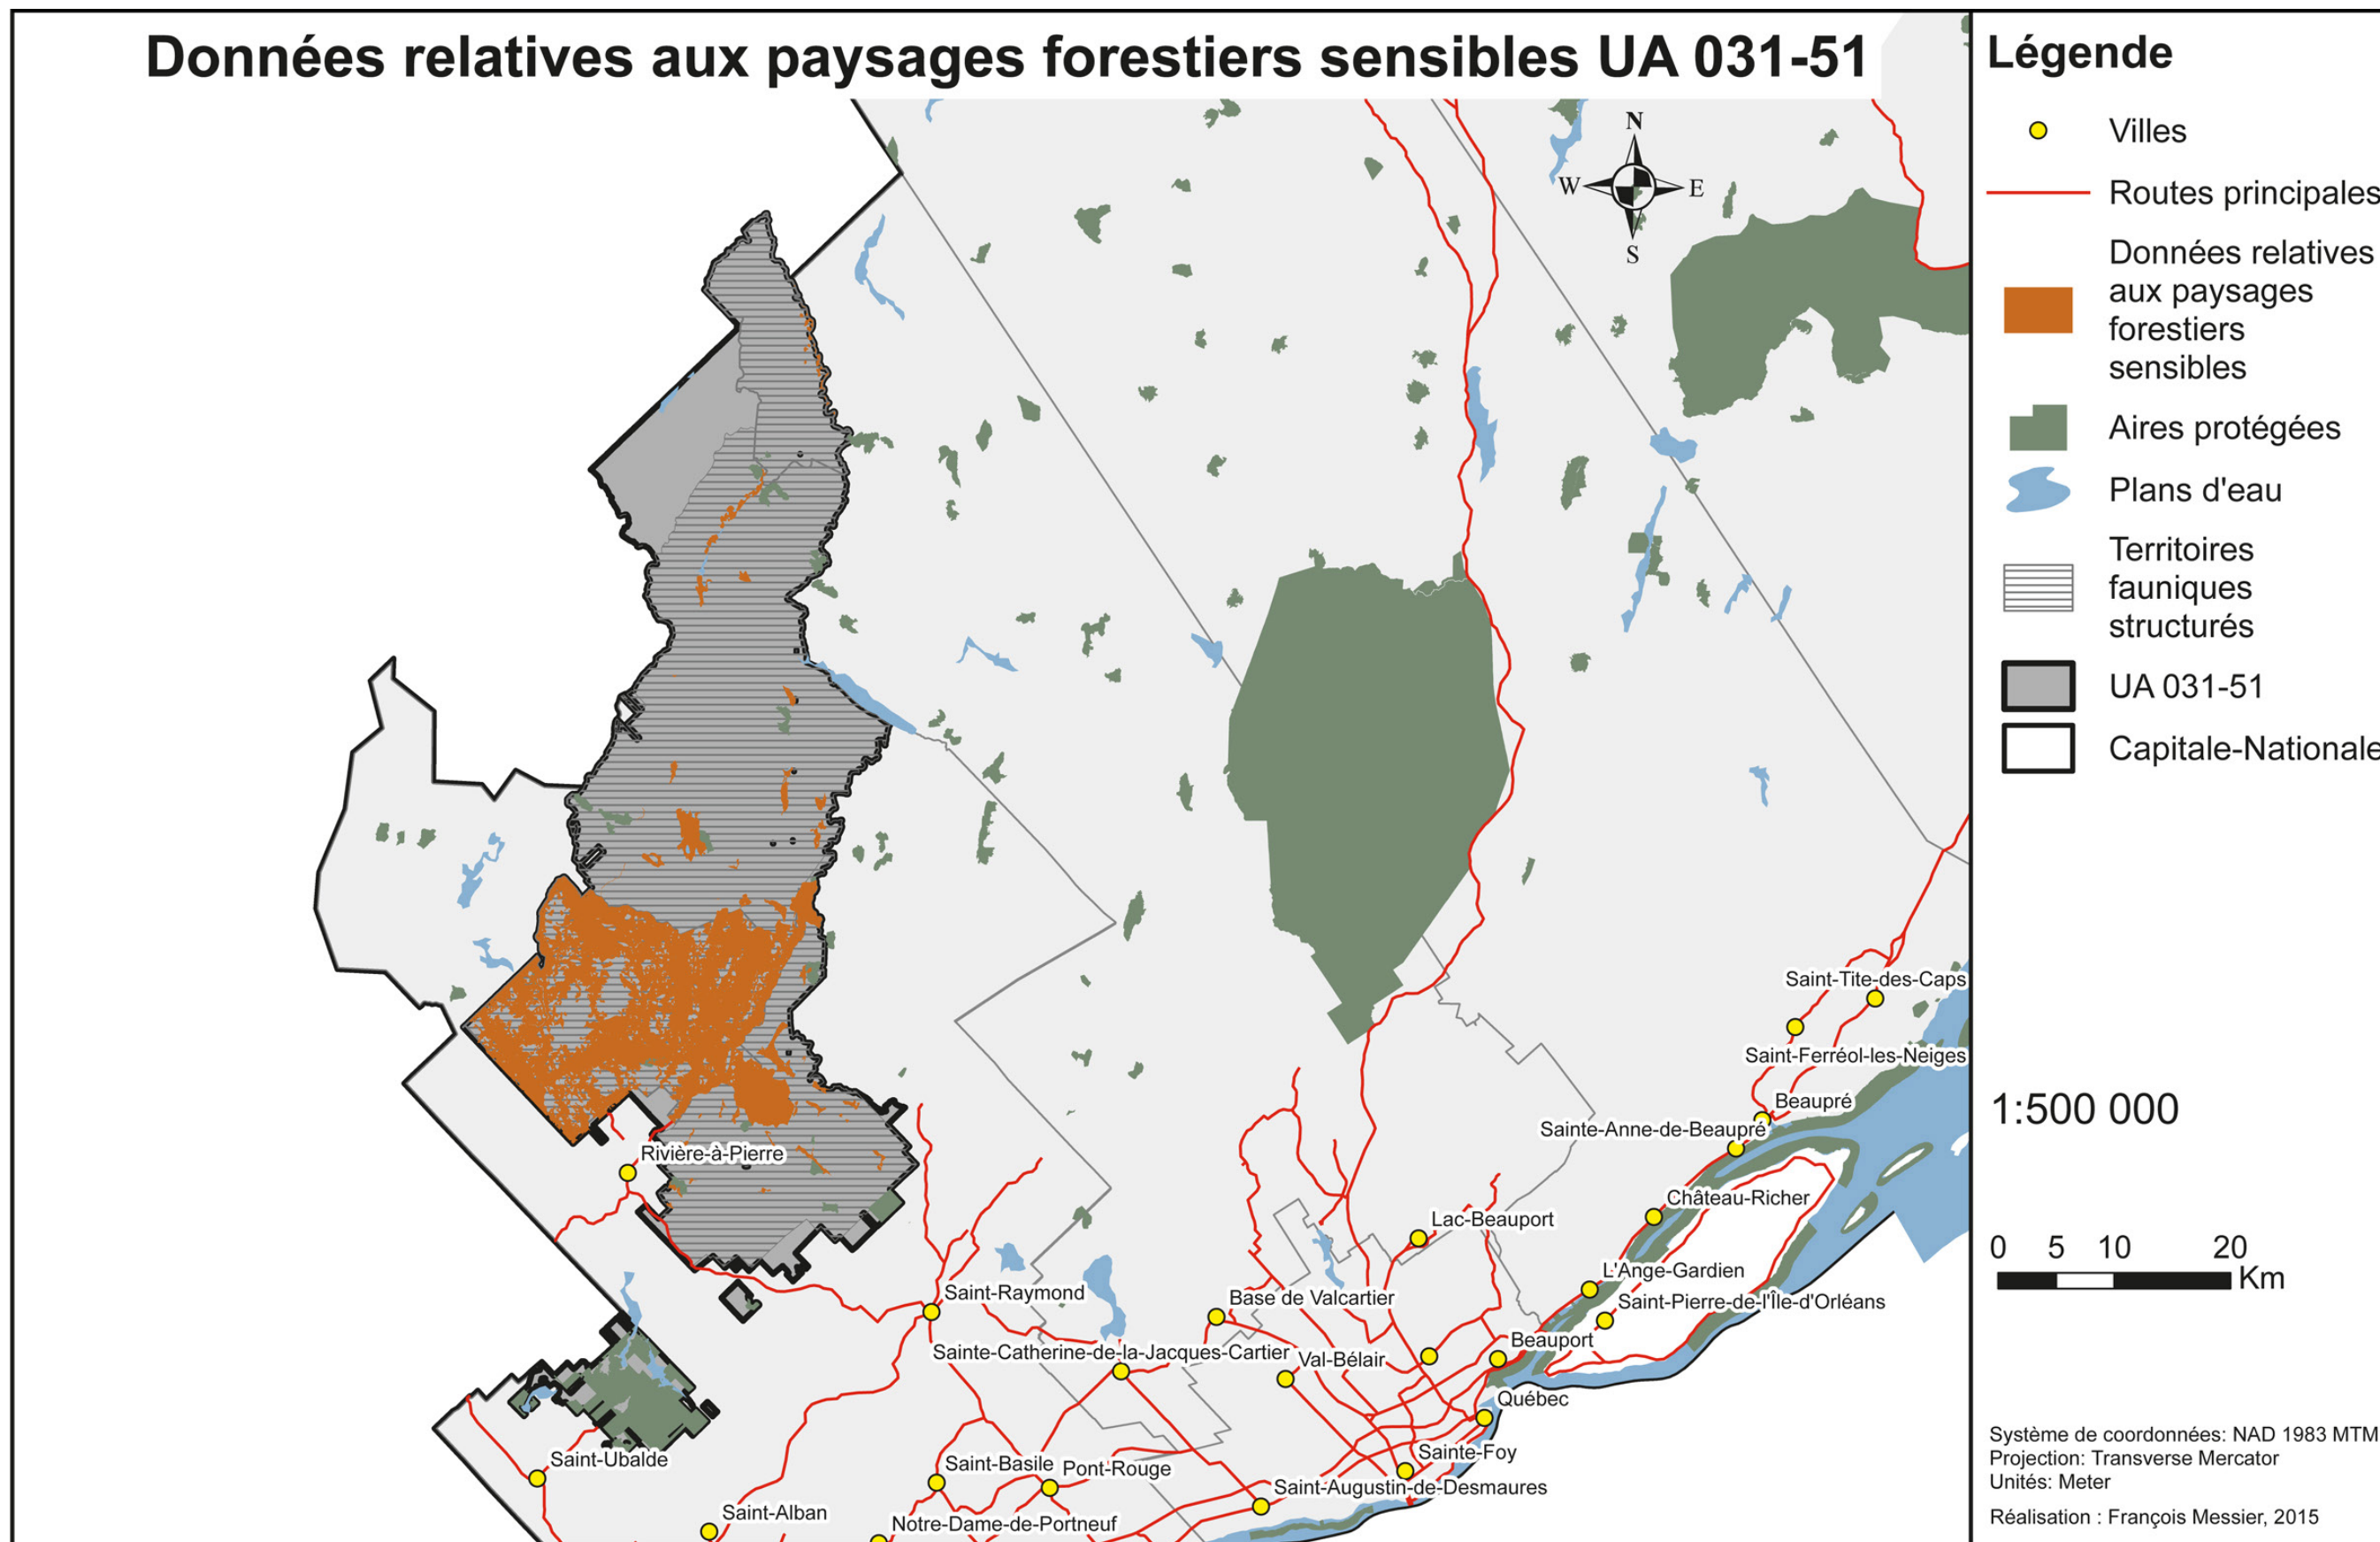 Données relatives aux paysages forestiers sensibles UA 031-51
N
W
E
S
Saint-Tite-des-Caps
Saint-Ferréol-les-Neiges
Beaupré
Sainte-Anne-de-Beaupré
Rivière-à-Pierre
Château-Richer
Lac-Beauport
L'Ange-Gardien
Saint-Raymond
Base de Valcartier
Saint-Pierre-de-l'Île-d'Orléans
Beauport
Sainte-Catherine-de-la-Jacques-Cartier
Val-Bélair
Québec
Saint-Ubalde
Sainte-Foy
Saint-Basile
Pont-Rouge
Saint-Augustin-de-Desmaures
Saint-Alban
Notre-Dame-de-Portneuf
Légende
Villes
Routes principales
Données relatives
aux paysages
forestiers
sensibles
Aires protégées
Plans d'eau
Territoires
fauniques
structurés
UA 031-51
Capitale-Nationale
1:500 000
0 5 10 20
Km
Système de coordonnées: NAD 1983 MTM
Projection: Transverse Mercator
Unités: Meter
Réalisation : François Messier, 2015